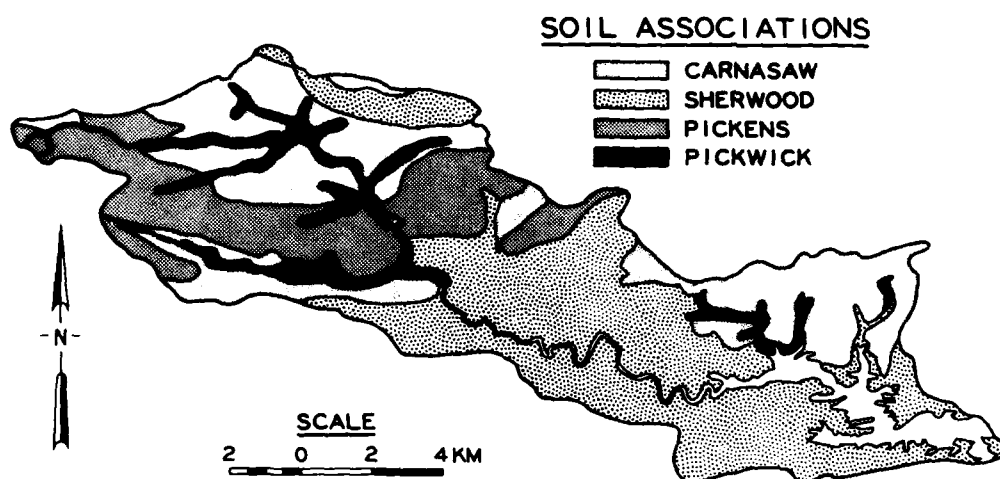 SOIL ASSOCIATIONS
CARNASAW
SHERWOOD
PICKENS
PICKWICK
-N-
SCALE
2 0 2 4 KM